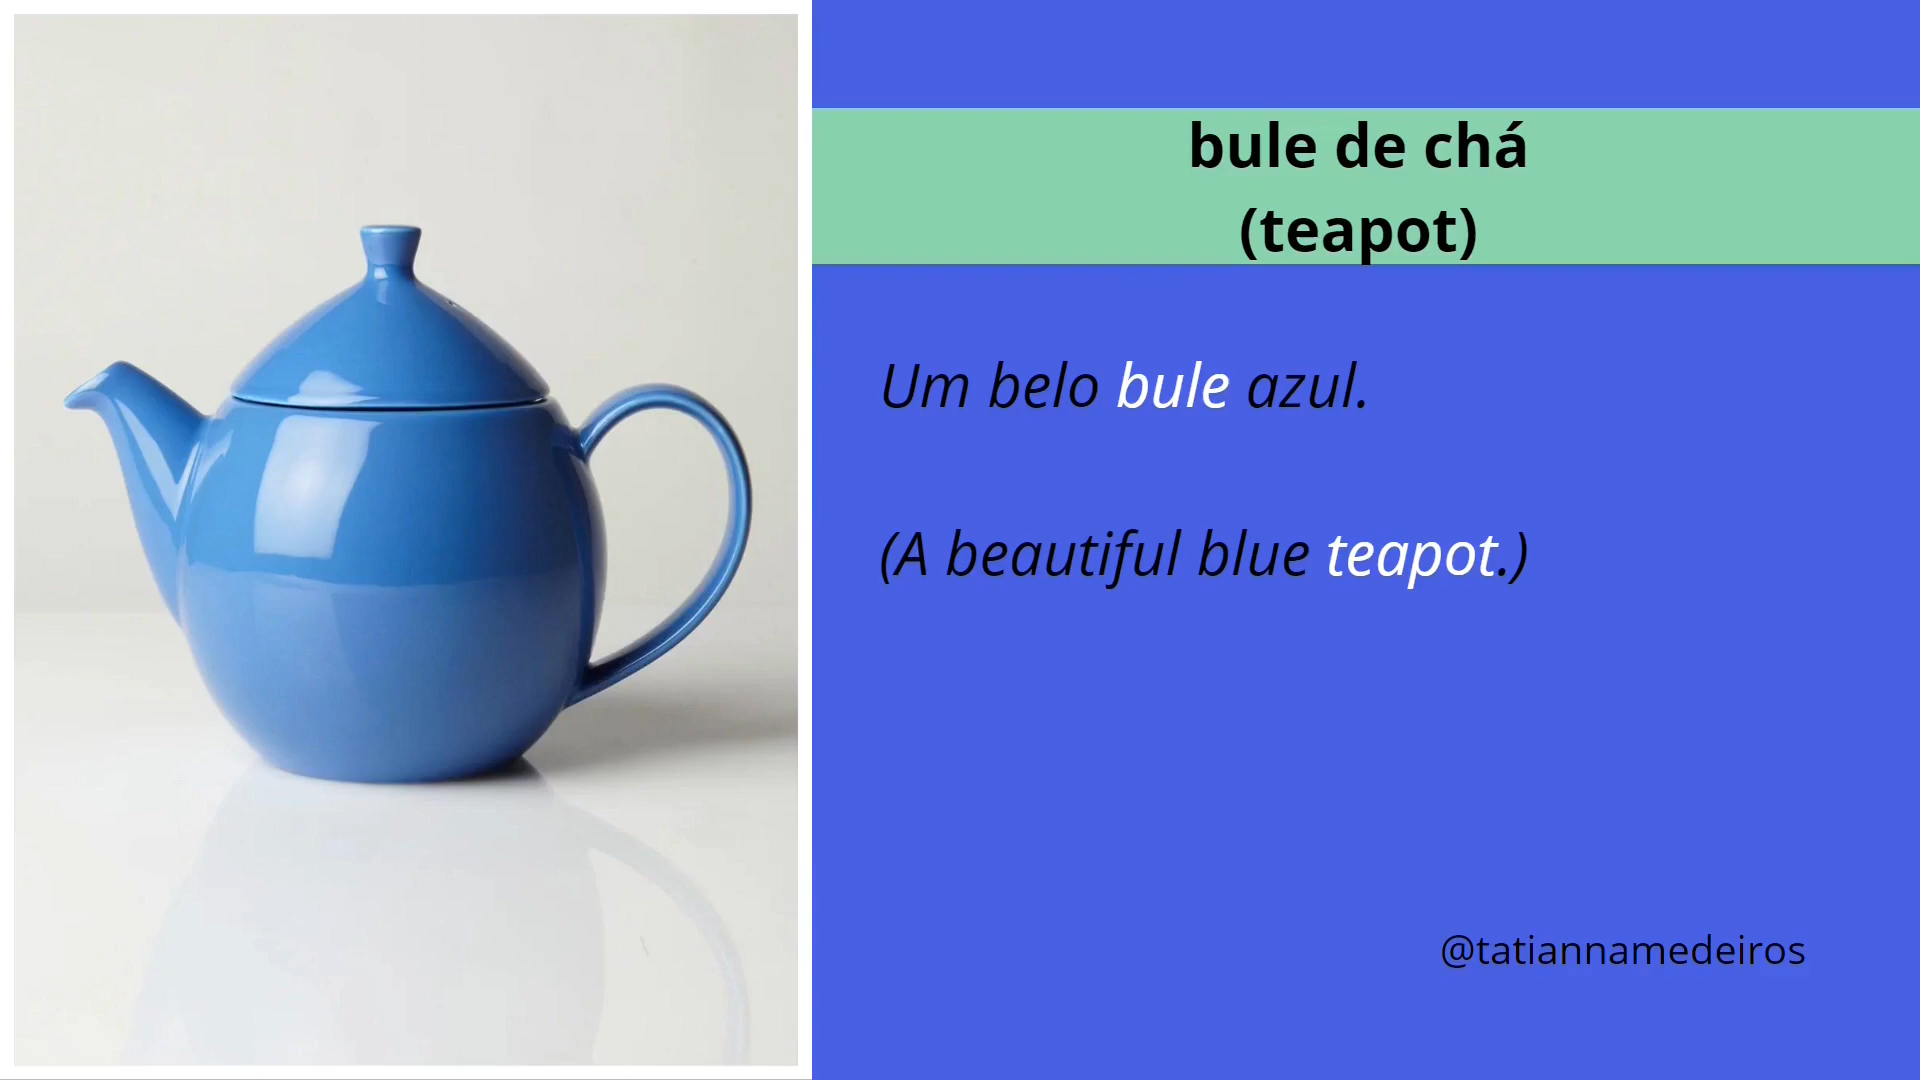 bule de chá
(teapot)
Um belo bule azul.
(A beautiful blue teapot.)
@tatiannamedeiros